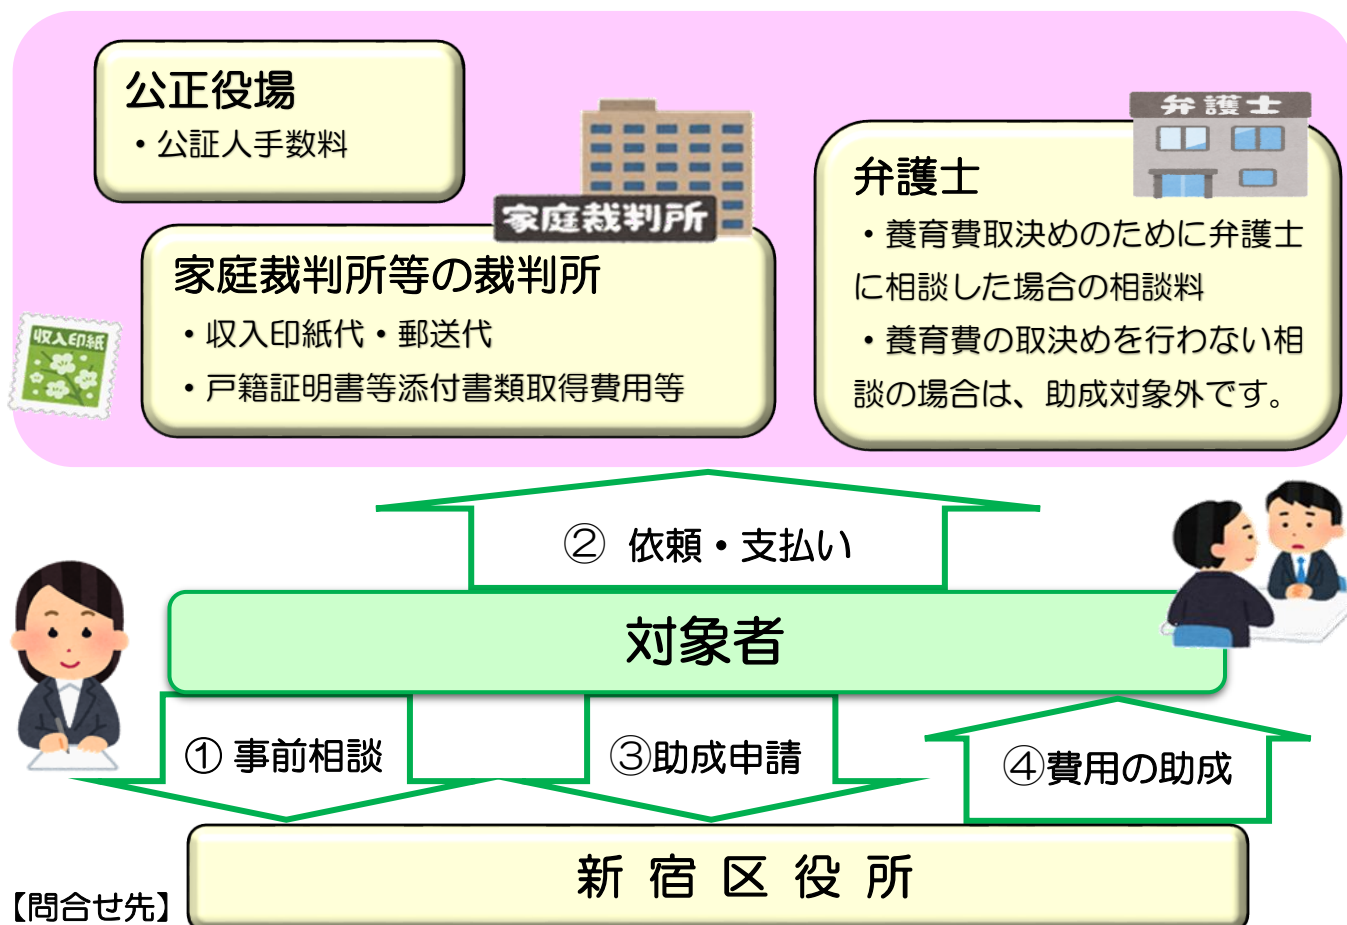 公正役場
・公証人手数料
家庭裁判所
家庭裁判所等の裁判所
・収入印紙代・郵送代
・戸籍証明書等添付書類取得費用等
収入印紙
弁護士
弁護士
・養育費取決めのために弁護士
に相談した場合の相談料
・養育費の取決めを行わない相
談の場合は、助成対象外です。
② 依頼・支払い
対象者
① 事前相談
③助成申請
④費用の助成
新宿区役所
【問合せ先】